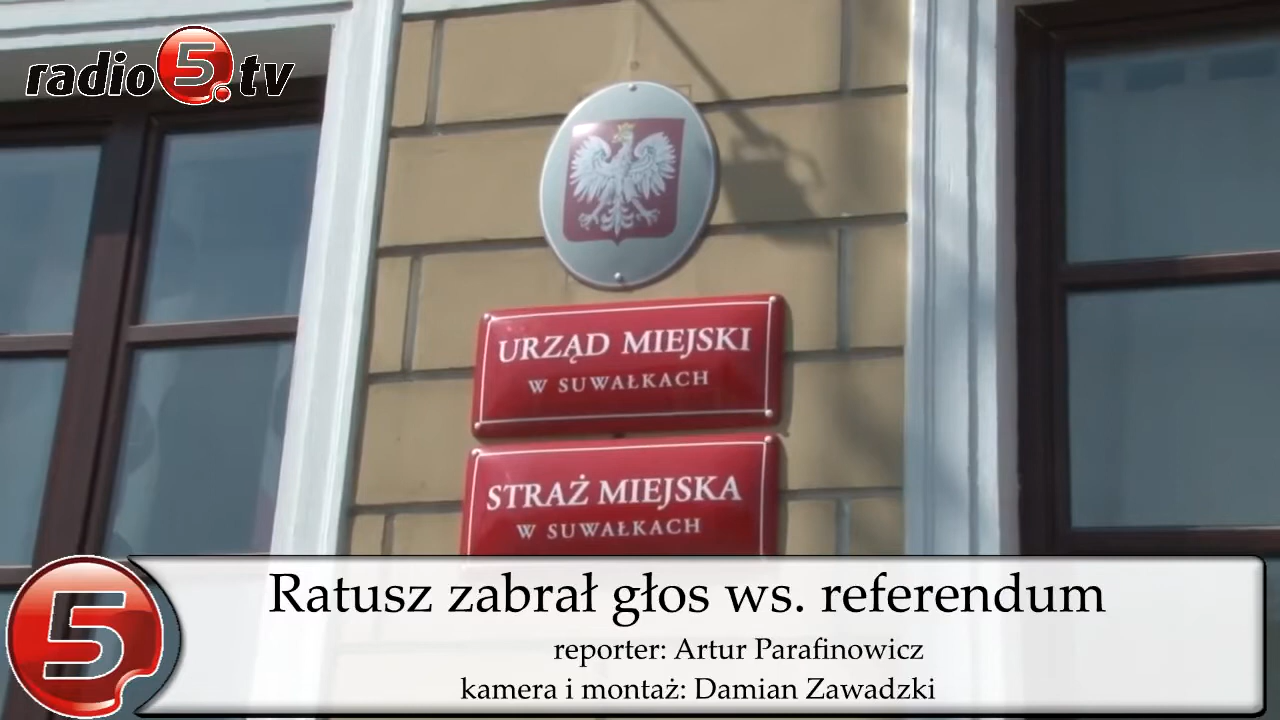 radio5.tv
URZĄD MIEJSKI
W SUWAŁKACH
STRAŻ MIEJSKA
W SUWAŁKACH
5
Ratusz zabrał głos ws. referendum
reporter: Artur Parafinowicz
kamera i montaż: Damian Zawadzki